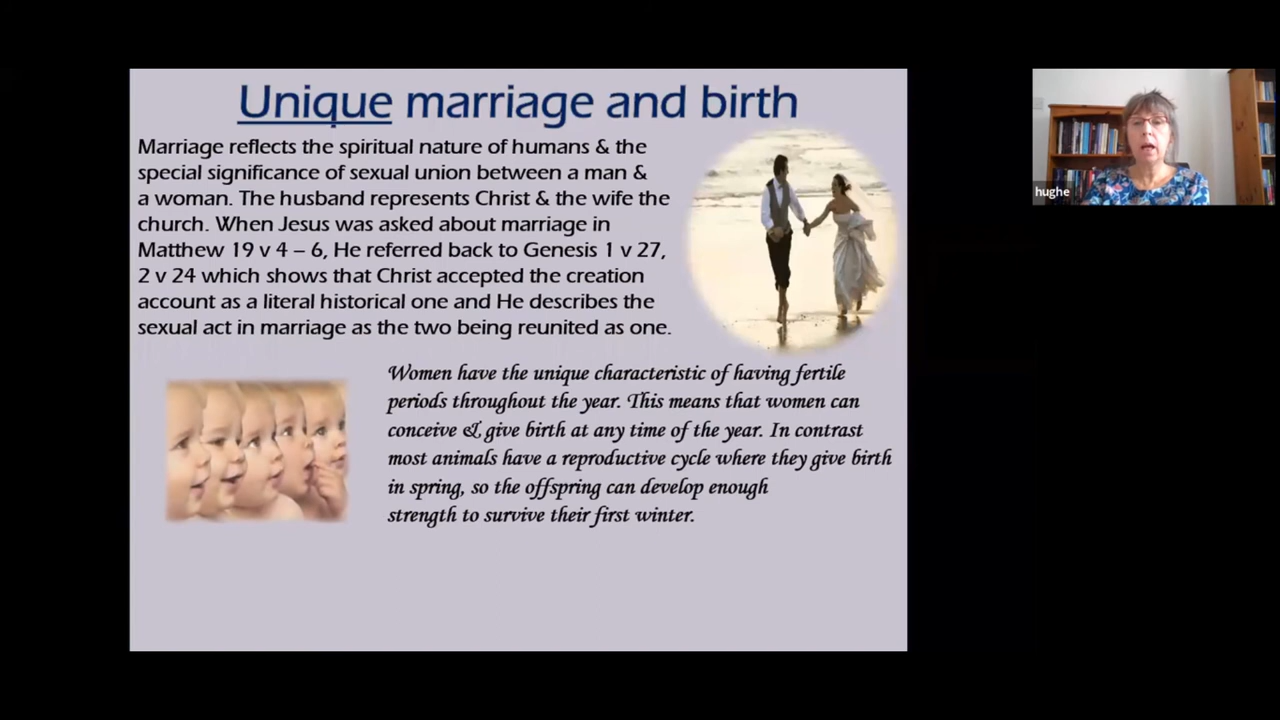 Unique marriage and birth
Marriage reflects the spiritual nature of humans & the
special significance of sexual union between a man &
a woman. The husband represents Christ & the wife the
church. When Jesus was asked about marriage in
Matthew 19 v 4 – 6, He referred back to Genesis 1 v 27,
2 v 24 which shows that Christ accepted the creation
account as a literal historical one and He describes the
sexual act in marriage as the two being reunited as one.
Women have the unique characteristic of having fertile
periods throughout the year. This means that women can
conceive & give birth at any time of the year. In contrast
most animals have a reproductive cycle where they give birth
in spring, so the offspring can develop enough
strength to survive their first winter.
hughe